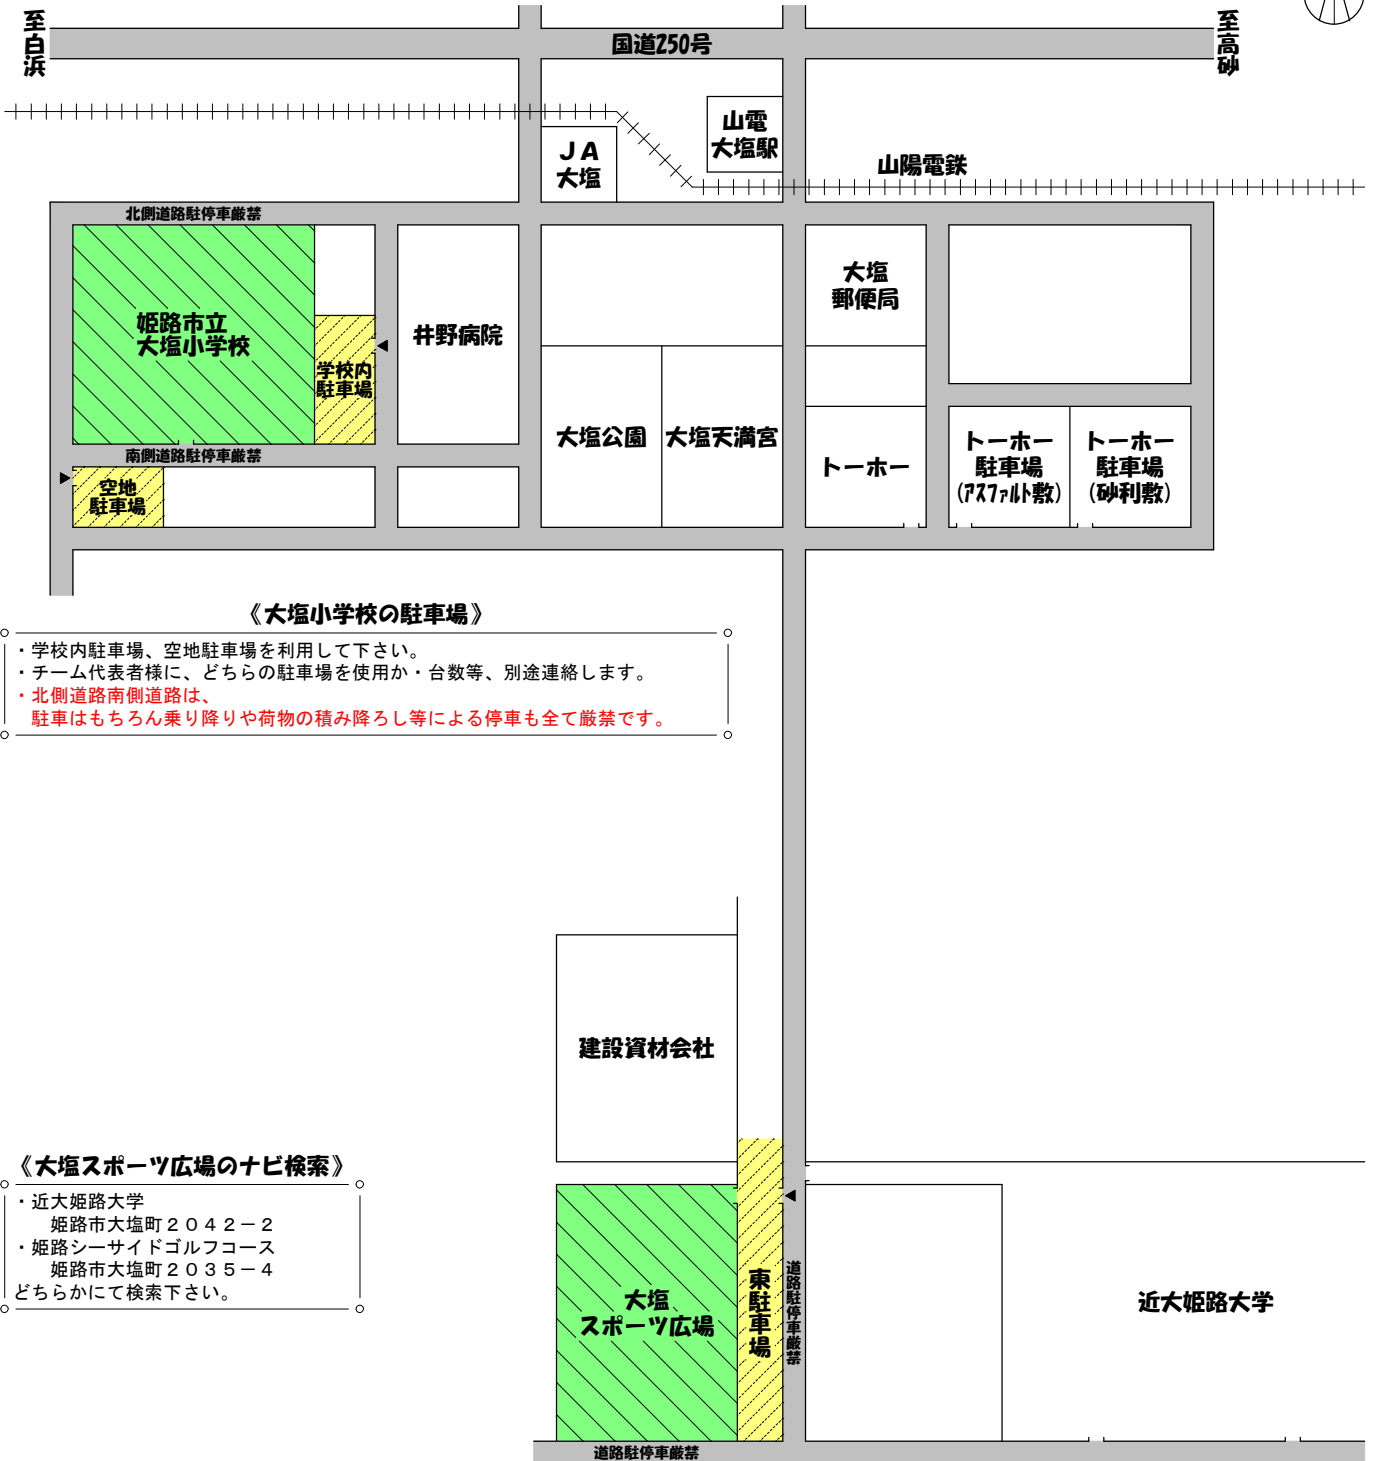 至白浜
国道250号
至高砂
山電
大塩駅
JA
大塩
山陽電鉄
北側道路駐停車厳禁
大塩
郵便局
姫路市立
大塩小学校
井野病院
学校内
駐車場
大塩公園
大塩天満宮
トーホー
トーホー
駐車場
(アスファルト敷)
トーホー
駐車場
(砂利敷)
南側道路駐停車厳禁
空地
駐車場
《大塩小学校の駐車場》
・学校内駐車場、空地駐車場を利用して下さい。
・チーム代表者様に、どちらの駐車場を使用か・台数等、別途連絡します。
・北側道路南側道路は、
駐車はもちろん乗り降りや荷物の積み降ろし等による停車も全て厳禁です。
建設資材会社
《大塩スポーツ広場のナビ検索》
・近大姫路大学
姫路市大塩町2042-2
・姫路シーサイドゴルフコース
姫路市大塩町2035-4
どちらかにて検索下さい。
大塩
スポーツ広場
東駐車場
道路駐停車厳禁
近大姫路大学
道路駐停車厳禁